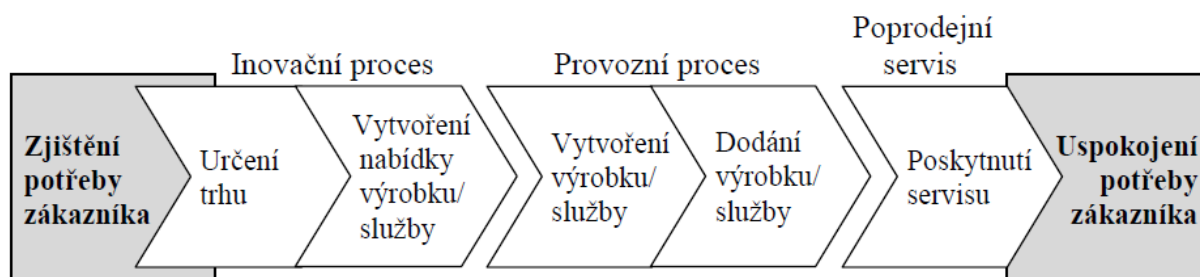 Inovační proces
Provozní proces
Poprodejní
servis
Zjištění
potřeby
zákazníka
Určení
trhu
Vytvoření
nabídky
výrobku/
služby
Vytvoření
výrobku/
služby
Dodání
výrobku/
služby
Poskytnutí
servisu
Uspokojení
potřeby
zákazníka